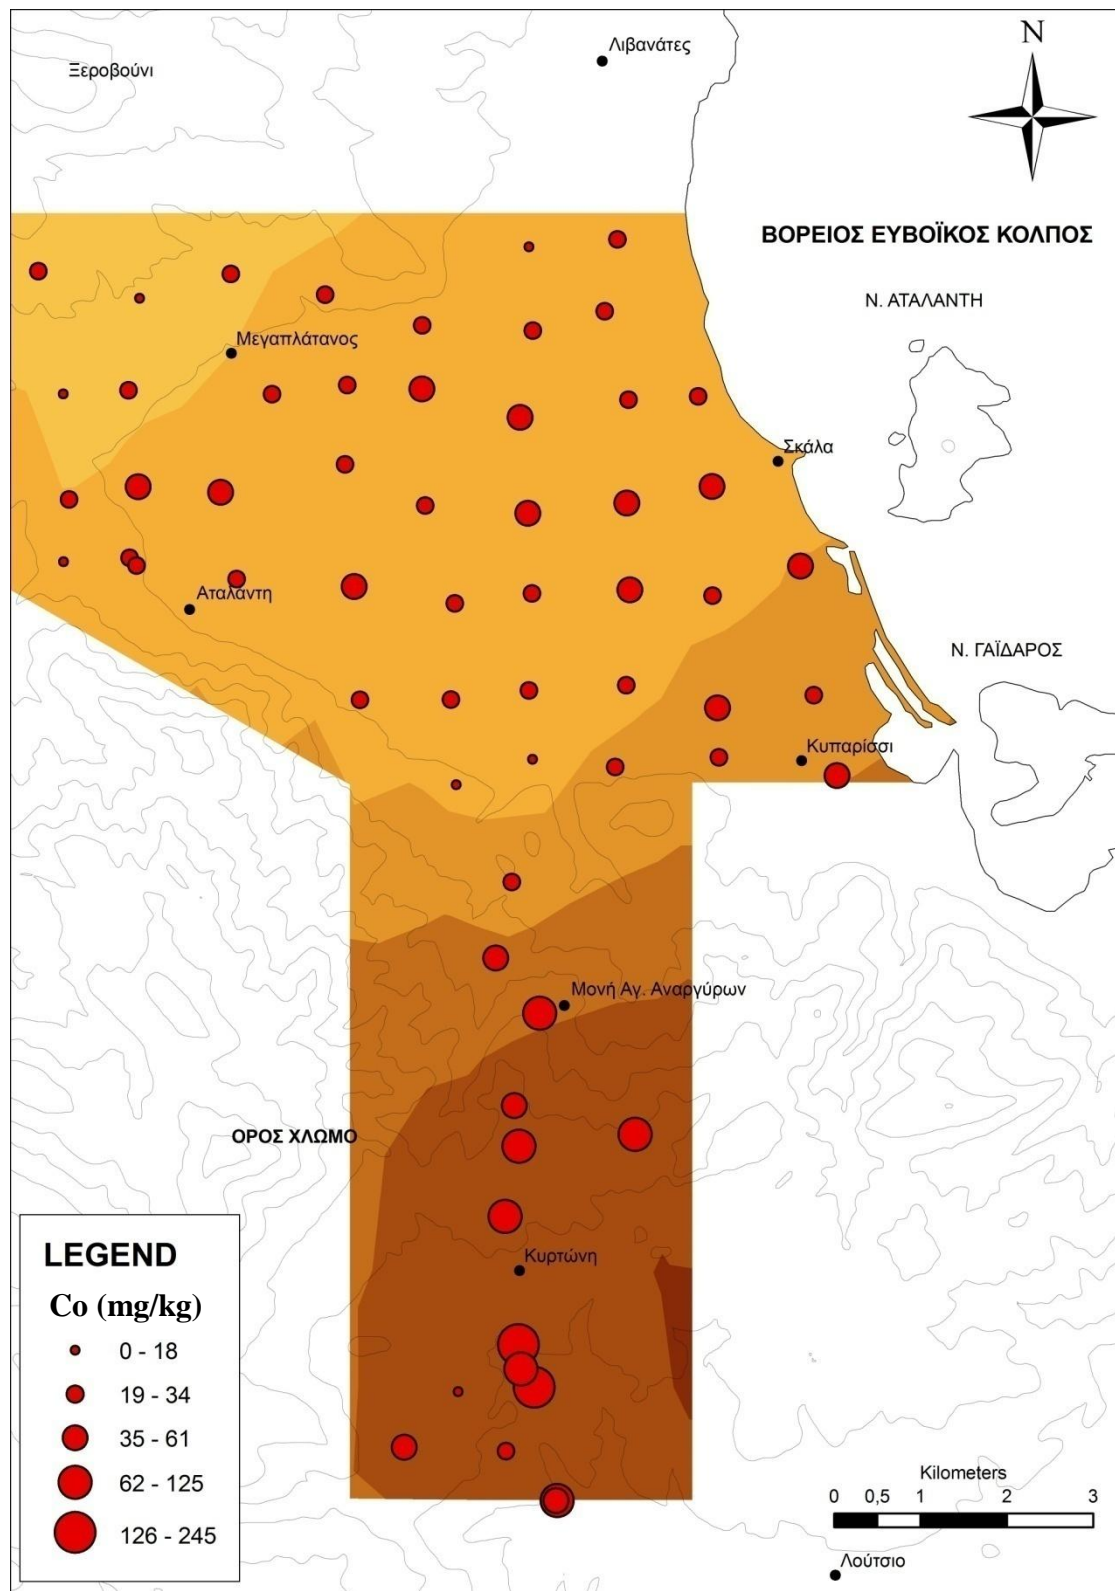 Λιβανάτες
Ξεροβούνι
N
ΒΟΡΕΙΟΣ ΕΥΒΟΪΚΟΣ ΚΟΛΠΟΣ
Ν. ΑΤΑΛΑΝΤΗ
Μεγαπλάτανος
Σκάλα
Αταλάντη
Ν. ΓΑΪΔΑΡΟΣ
Κυπαρίσσι
Μονή Αγ. Αναργύρων
ΟΡΟΣ ΧΛΩΜΟ
Κυρτώνη
LEGEND
Co (mg/kg)
0 - 18
19 - 34
35 - 61
62 - 125
126 - 245
Kilometers
0 0,5 1 2 3
Λούτσιο